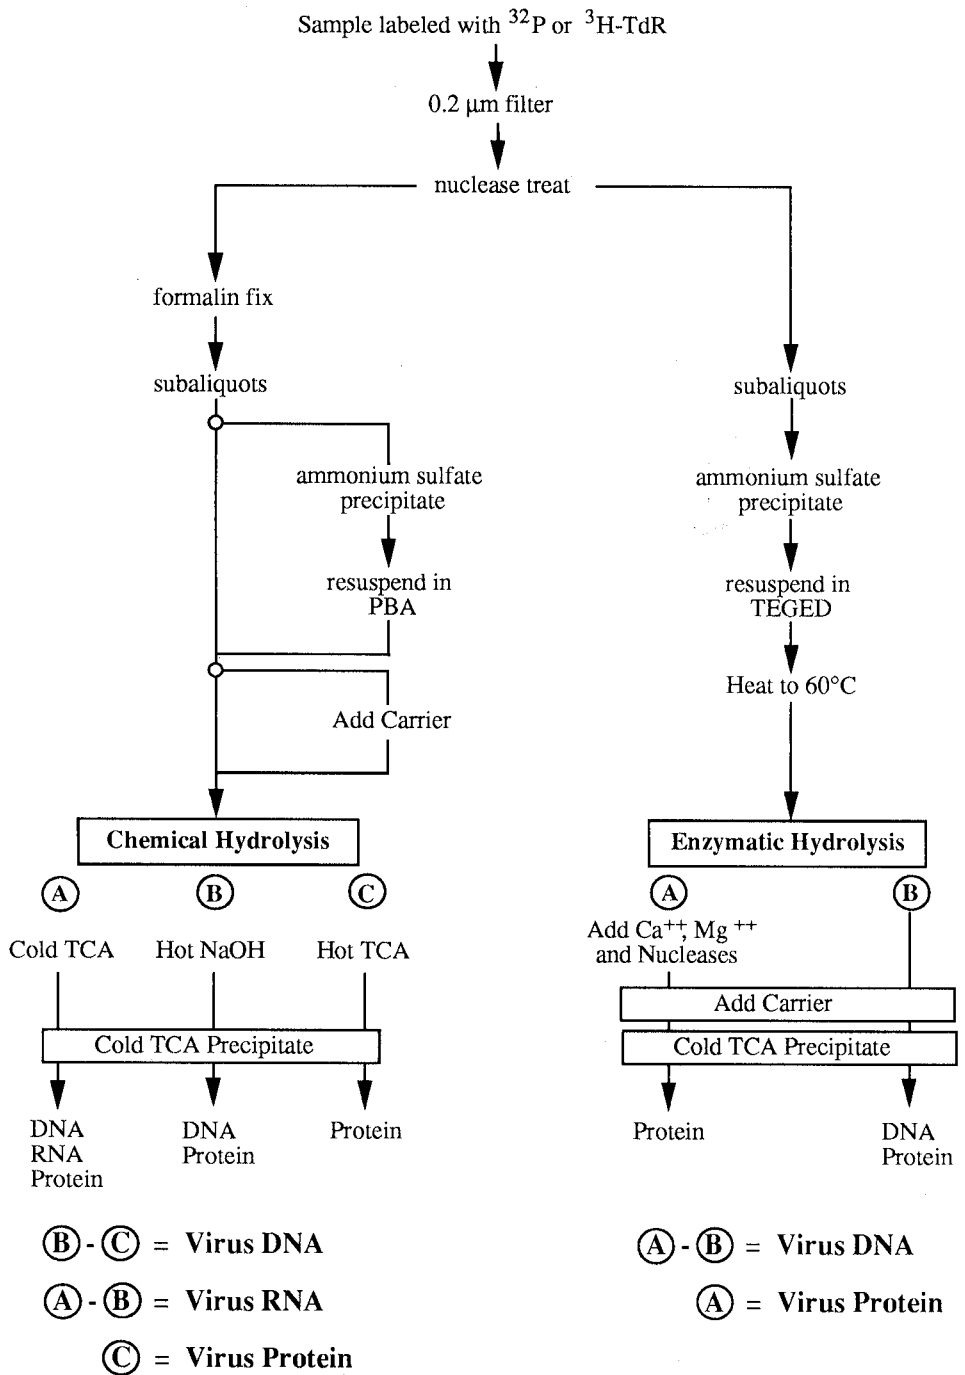 Sample labeled with 32P or 3H-TdR
0.2 µm filter
nuclease treat
formalin fix
subaliquots
ammonium sulfate
precipitate
resuspend in
PBA
Add Carrier
Chemical Hydrolysis
A B C
Cold TCA Hot NaOH Hot TCA
Cold TCA Precipitate
DNA
RNA
Protein
DNA
Protein
Protein
B - C = Virus DNA
A - B = Virus RNA
C = Virus Protein
subaliquots
ammonium sulfate
precipitate
resuspend in
TEGED
Heat to 60°C
Enzymatic Hydrolysis
A B
Add Ca++, Mg ++
and Nucleases
Add Carrier
Cold TCA Precipitate
Protein
DNA
Protein
A - B = Virus DNA
A = Virus Protein